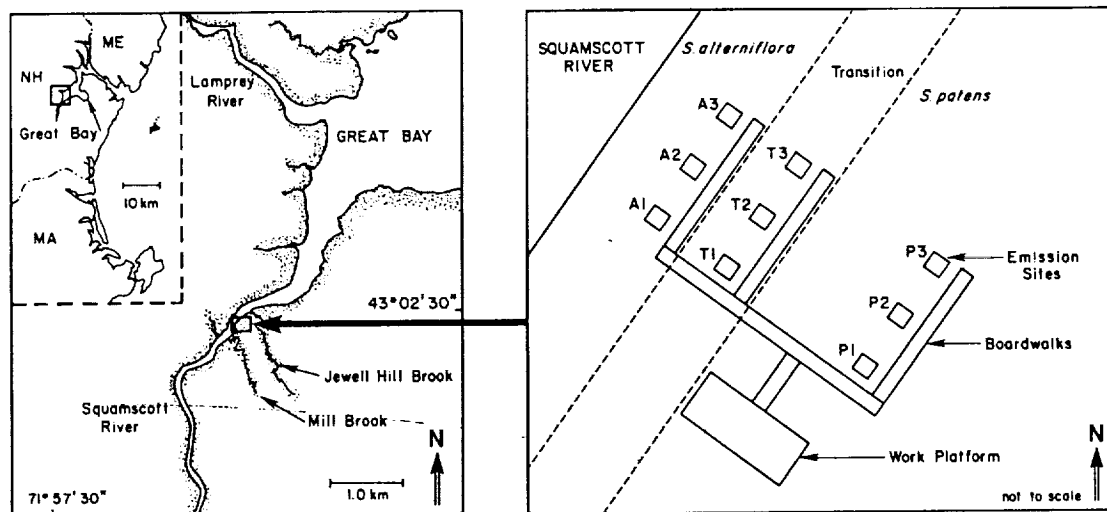 ME
NH
Great Bay
10 km
MA
Lamprey
River
GREAT BAY
43°02'30"
Jewell Hill Brook
Squamscott
River
Mill Brook
N
1.0 km
71°57'30"
SQUAMSCOTT
RIVER
S. alterniflora
Transition
S. patens
A3
A2
A1
T3
T2
T1
P3
P2
P1
Emission
Sites
Boardwalks
Work Platform
N
not to scale